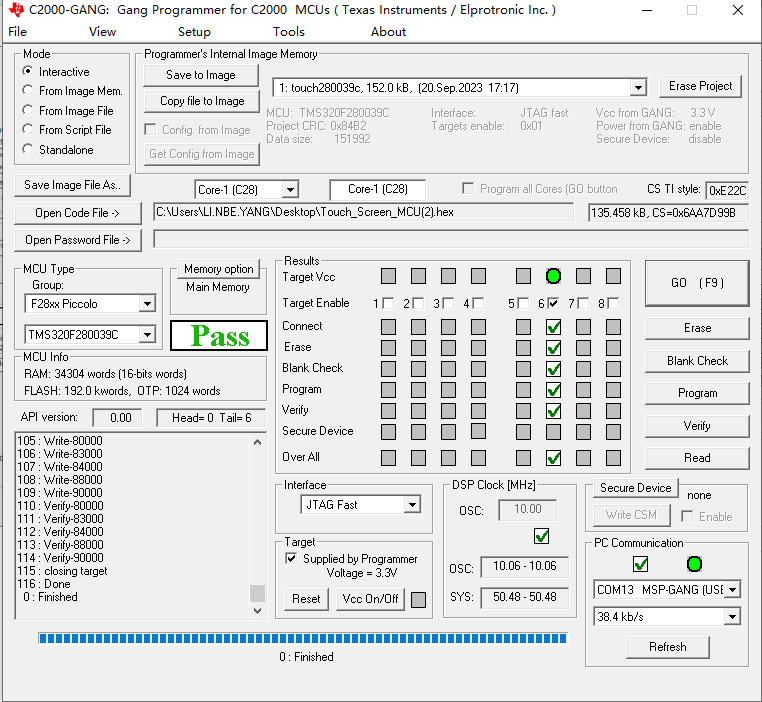 C2000-GANG: Gang Programmer for C2000 MCUs ( Texas Instruments / Elprotronic Inc. )
File View Setup Tools About
Mode
Interactive
From Image Mem.
From Image File
From Script File
Standalone
Programmer's Internal Image Memory
Save to Image
Copy file to Image
Config. from Image
Get Config from Image
1: touch280039c, 152.0 kB, (20.Sep.2023 17:17)
Erase Project
MCU: TMS320F280039C Interface: JTAG fast Vcc from GANG: 3.3 V
Project CRC: 0x84B2 Targets enable: 0x01 Power from GANG: enable
Data size: 151992 Secure Device: disable
Save Image File As.. Core-1 (C28) Core-1 (C28) Program all Cores (GO button CS TI style: 0xE22C
Open Code File -> C:\Users\LI.NBE.YANG\Desktop\Touch_Screen_MCU(2).hex 135.458 kB, CS=0x6AA7D99B
Open Password File ->
MCU Type
Group:
F28xx Piccolo
TMS320F280039C
Memory option
Main Memory
Pass
MCU Info
RAM: 34304 words (16-bits words)
FLASH: 192.0 kwords, OTP: 1024 words
API version: 0.00 Head= 0 Tail= 6
105 : Write-80000
106 : Write-83000
107 : Write-84000
108 : Write-88000
109 : Write-90000
110 : Verify-80000
111 : Verify-83000
112 : Verify-84000
113 : Verify-88000
114 : Verify-90000
115 : closing target
116 : Done
0 : Finished
Results
Target Vcc
Target Enable 1 2 3 4 5 6 7 8
Connect
Erase
Blank Check
Program
Verify
Secure Device
Over All
GO (F9)
Erase
Blank Check
Program
Verify
Read
Interface
JTAG Fast
Target
Supplied by Programmer
Voltage = 3.3V
Reset Vcc On/Off
DSP Clock [MHz]
OSC: 10.00
OSC: 10.06 - 10.06
SYS: 50.48 - 50.48
Secure Device none
Write CSM Enable
PC Communication
COM13 MSP-GANG (USE
38.4 kb/s
Refresh
0 : Finished